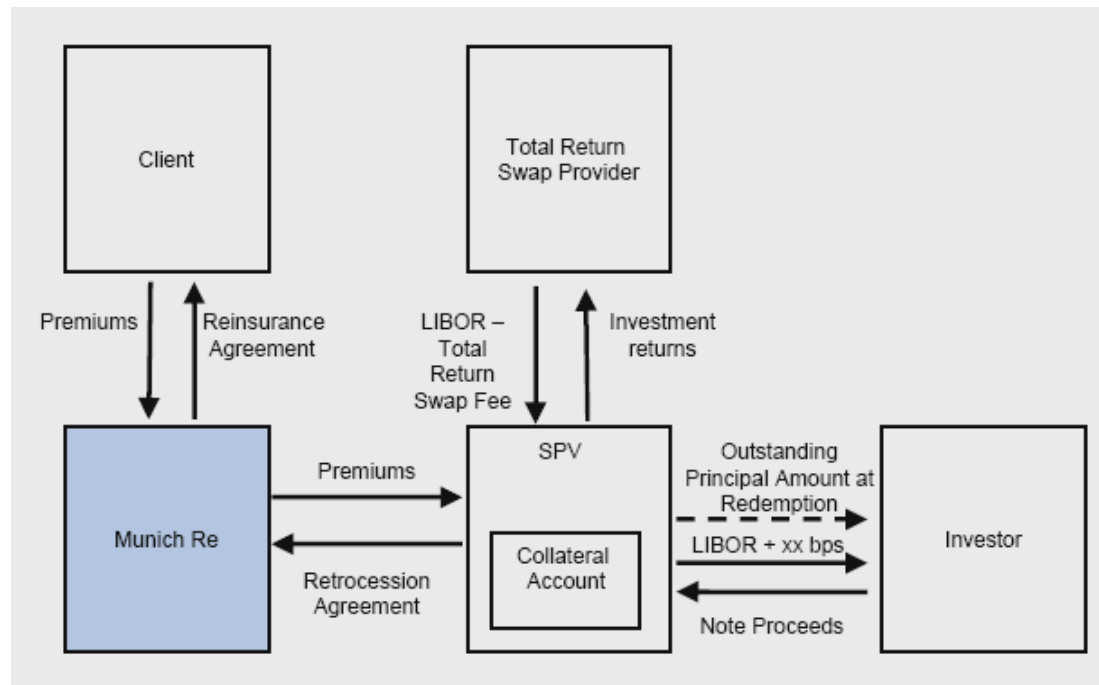 Client
Total Return
Swap Provider
Premiums
Reinsurance
Agreement
LIBOR –
Total
Return
Swap Fee
Investment
returns
Munich Re
Premiums
Retrocession
Agreement
SPV
Collateral
Account
Outstanding
Principal Amount at
Redemption
LIBOR + xx bps
Note Proceeds
Investor